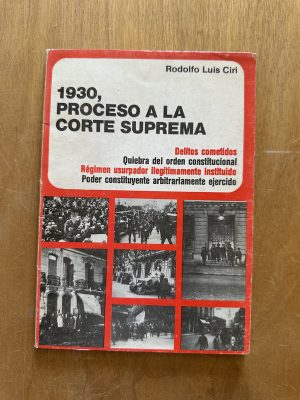 Rodolfo Luis Ciri
1930,
PROCESO A LA
CORTE SUPREMA
Delitos cometidos
Quiebra del orden constitucional
Régimen usurpador ilegítimamente instituido
Poder constituyente arbitrariamente ejercido